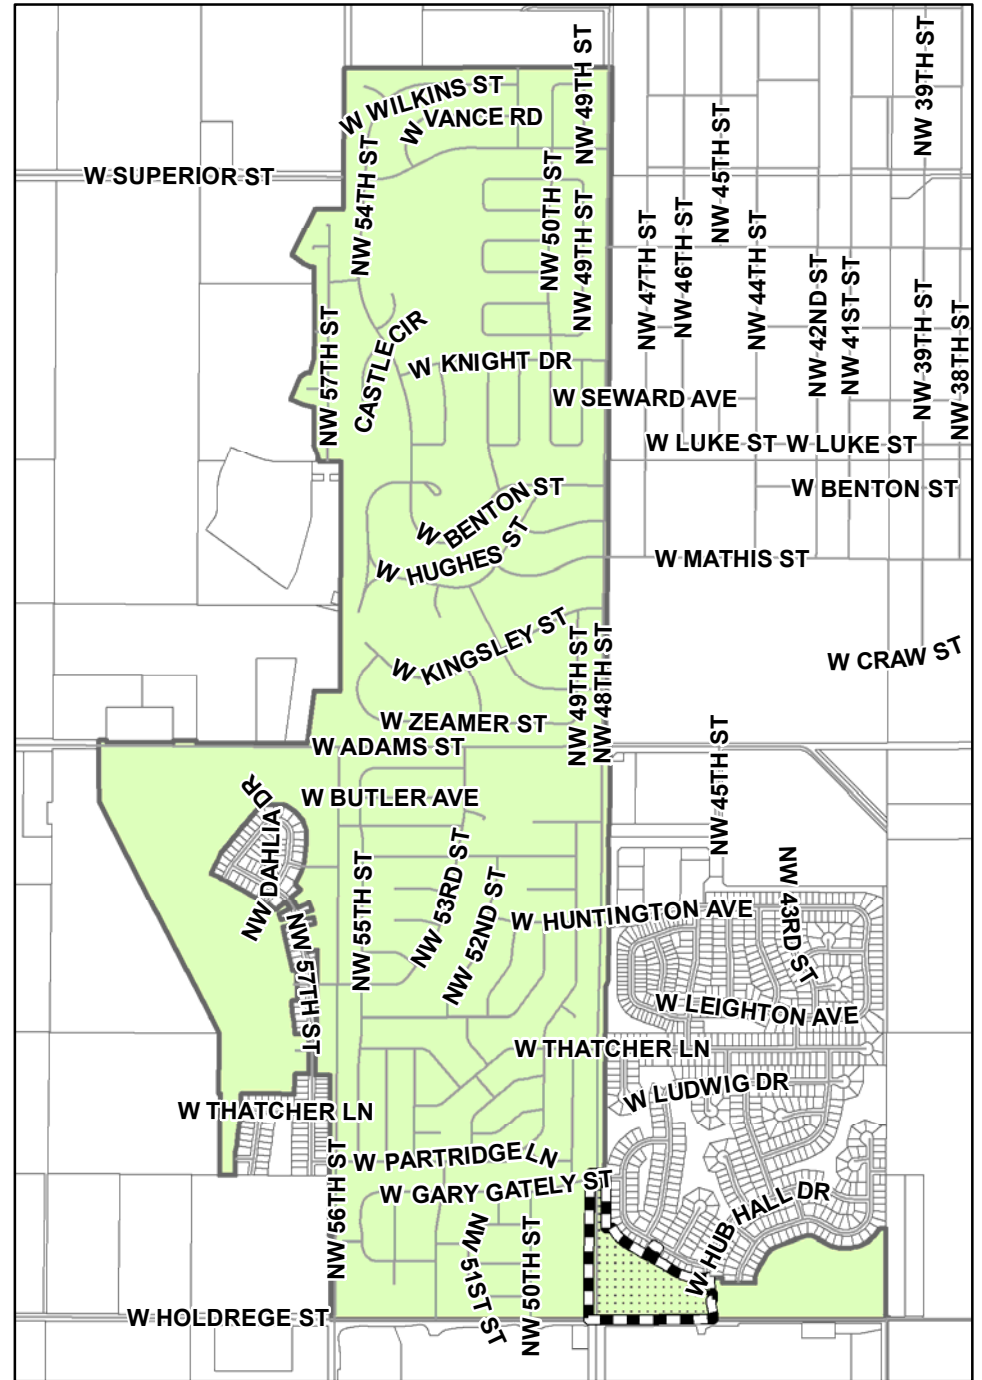 NW 49TH ST
NW 39TH ST
W WILKINS ST
W VANCE RD
NW 45TH ST
W SUPERIOR ST
NW 54TH ST
NW 50TH ST
NW 49TH ST
NW 47TH ST
NW 46TH ST
NW 44TH ST
NW 42ND ST
NW 41ST ST
NW 39TH ST
NW 38TH ST
NW 57TH ST
CASTLE CIR
W KNIGHT DR
W SEWARD AVE
W LUKE ST
W LUKE ST
W BENTON ST
W BENTON ST
W HUGHES ST
W MATHIS ST
W KINGSLEY ST
NW 49TH ST
NW 48TH ST
W CRAW ST
W ZEAMER ST
W ADAMS ST
NW 45TH ST
W BUTLER AVE
NW DAHLIA DR
NW 55TH ST
NW 53RD ST
NW 52ND ST
W HUNTINGTON AVE
NW 43RD ST
NW 57TH ST
W LEIGHTON AVE
W THATCHER LN
W LUDWIG DR
W THATCHER LN
NW 56TH ST
W PARTRIDGE LN
W GARY GATELY ST
W HUB HALL DR
NW 51ST ST
NW 50TH ST
W HOLDREGE ST